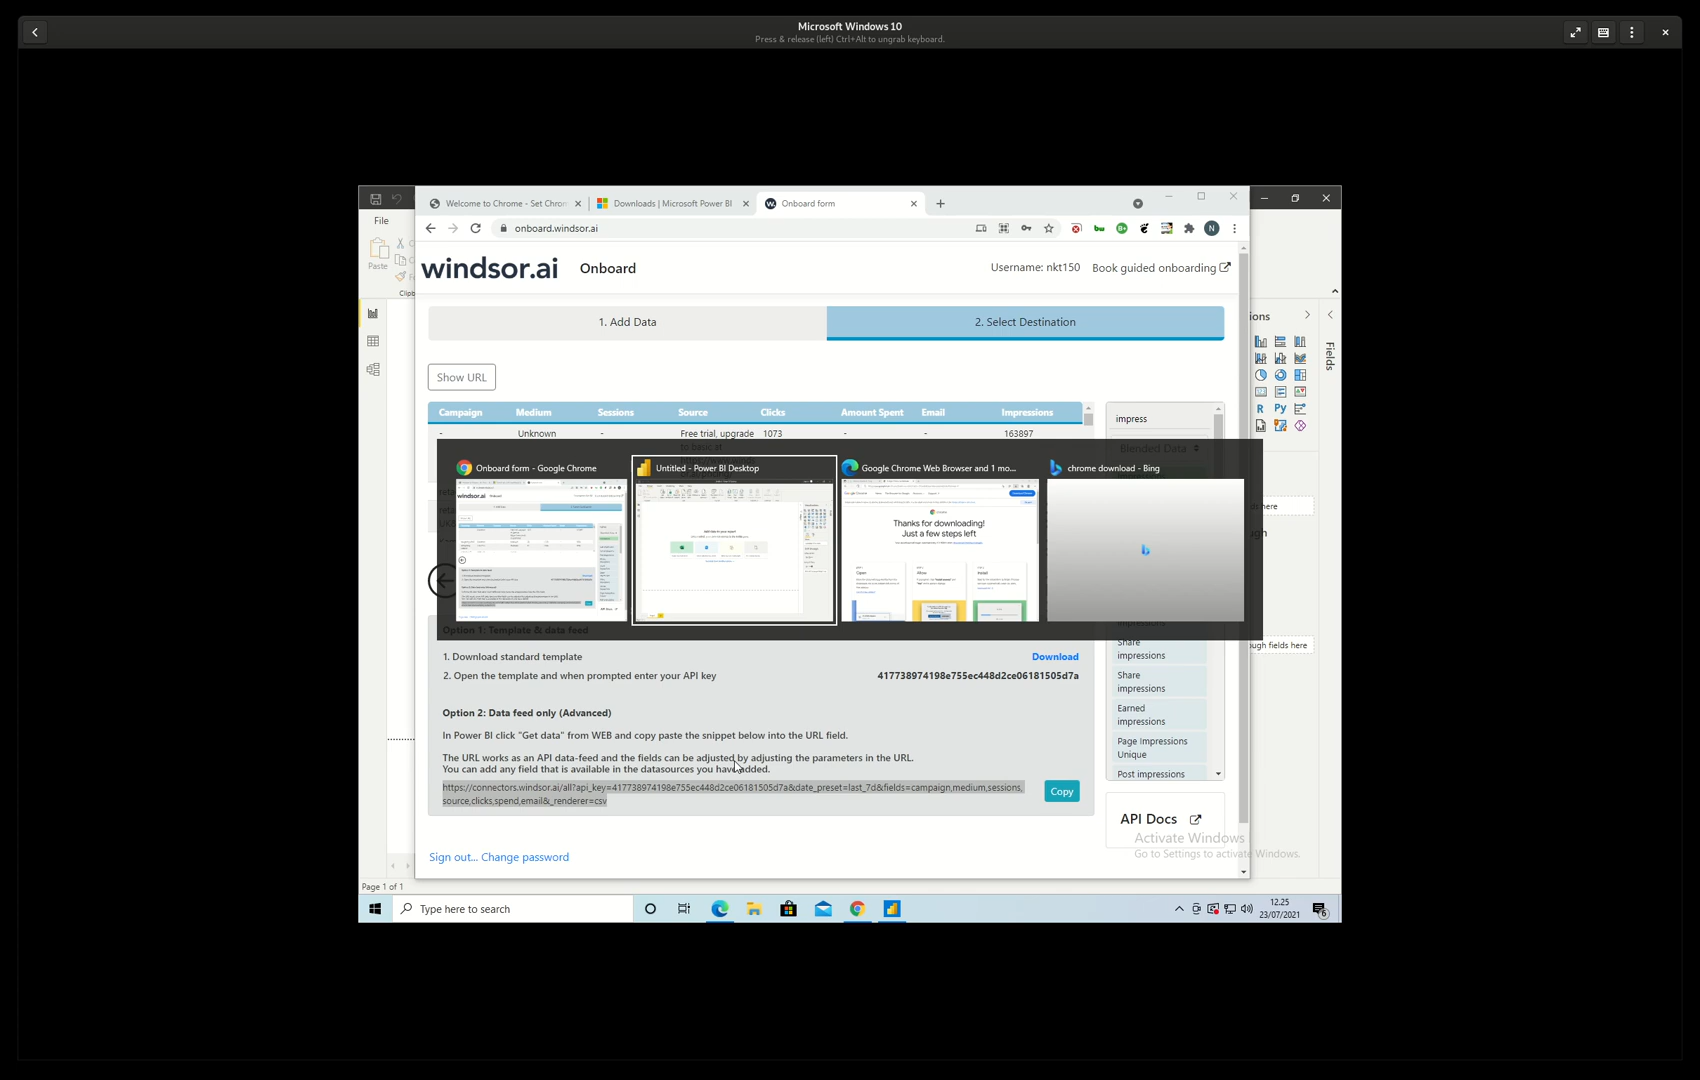 Microsoft Windows 10
Press & release (left) Ctrl+Alt to ungrab keyboard.
Welcome to Chrome - Set Chrom
Downloads | Microsoft Power BI
Onboard form
File
onboard.windsor.ai
Paste
Clipb
windsor.ai
Onboard
Username: nkt150
Book guided onboarding
1. Add Data
2. Select Destination
ions
Fields
Show URL
Campaign Medium Sessions Source Clicks Amount Spent Email Impressions
- Unknown - Free trial, upgrade 1073 - - 163897
impress
Blended Data
R Py
Onboard form - Google Chrome
Untitled - Power BI Desktop
Google Chrome Web Browser and 1 mo...
chrome download - Bing
Thanks for downloading!
Just a few steps left
Option 1: Template & data feed
1. Download standard template
Download
2. Open the template and when prompted enter your API key
417738974198e755ec448d2ce06181505d7a
Option 2: Data feed only (Advanced)
In Power BI click "Get data" from WEB and copy paste the snippet below into the URL field.
The URL works as an API data-feed and the fields can be adjusted by adjusting the parameters in the URL.
You can add any field that is available in the datasources you have added.
https://connectors.windsor.ai/all?api_key=417738974198e755ec448d2ce06181505d7a&date_preset=last_7d&fields=campaign,medium,sessions,
source,clicks,spend,email&_renderer=csv
Copy
impressions
Share
impressions
Share
impressions
Earned
impressions
Page Impressions
Unique
Post impressions
ough fields here
API Docs
Activate Windows
Go to Settings to activate Windows.
Sign out... Change password
Page 1 of 1
Type here to search
12.25
23/07/2021
6